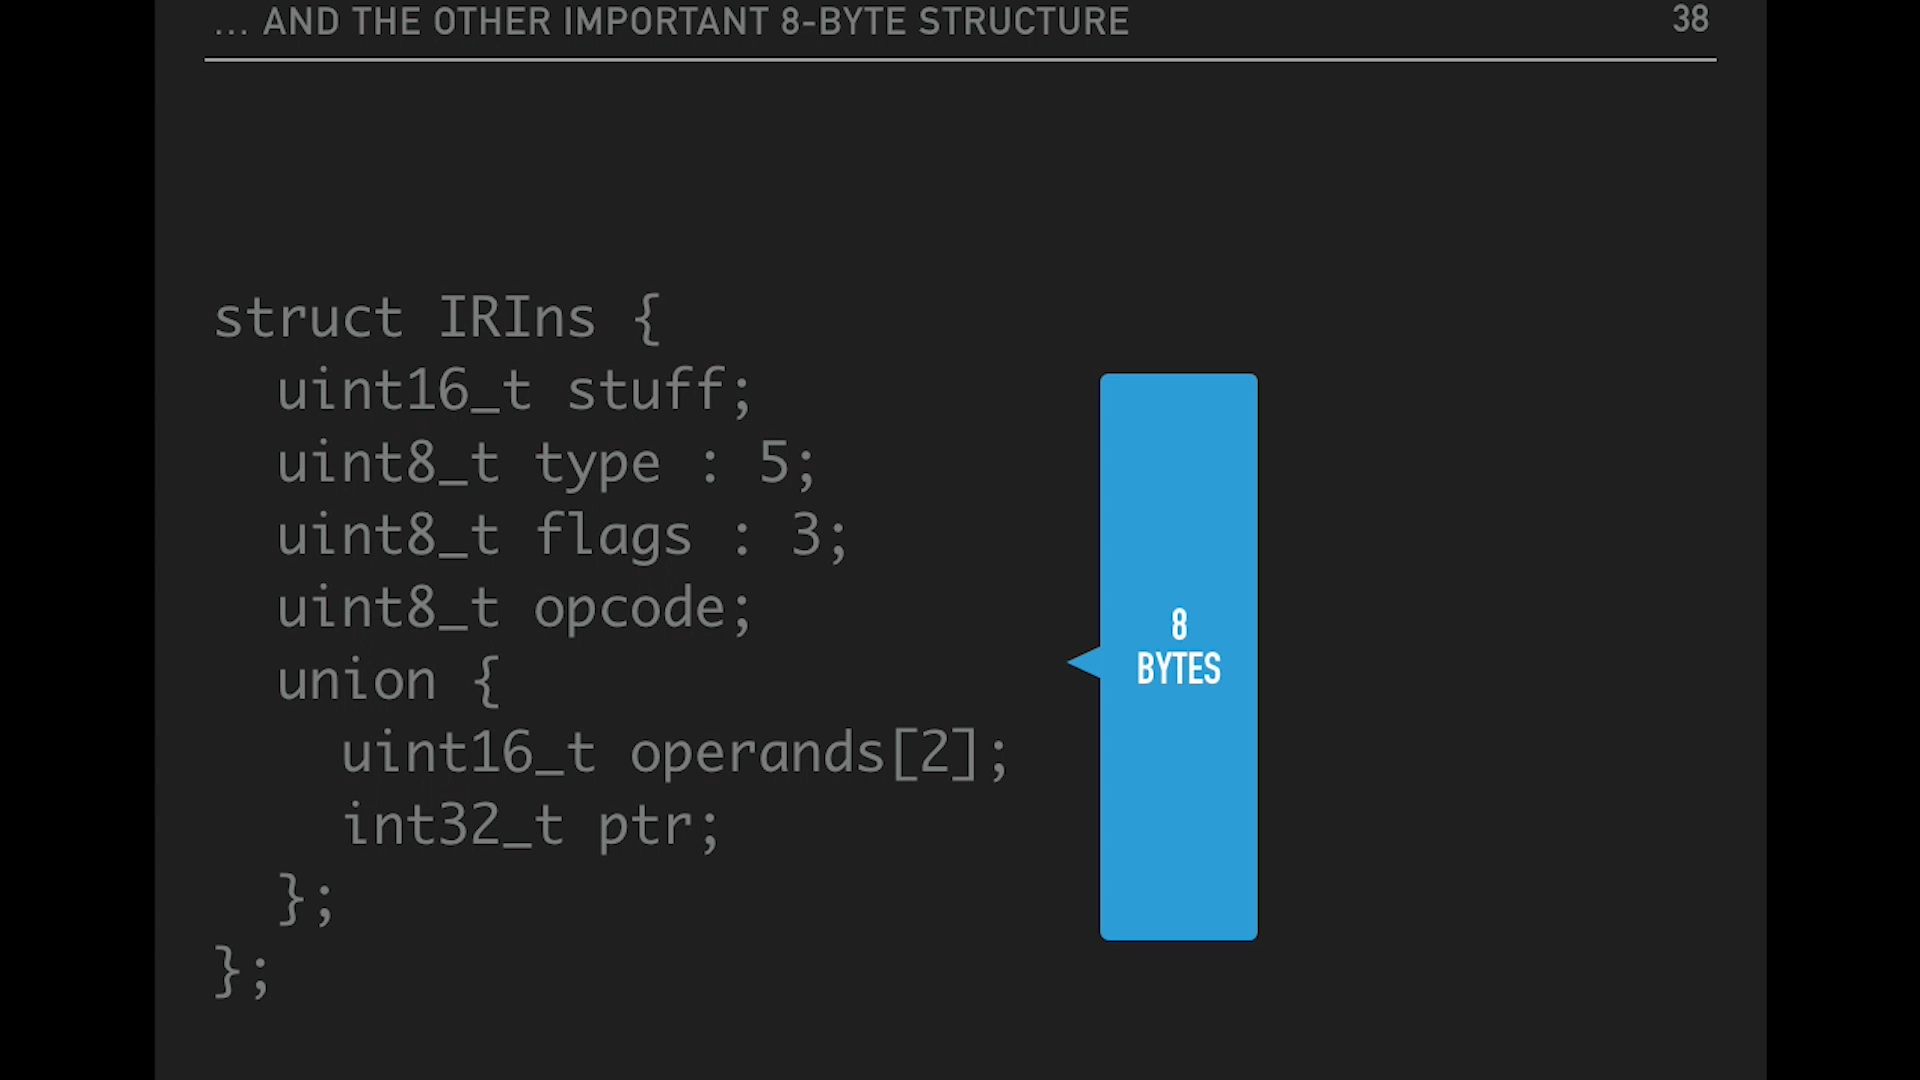 ... AND THE OTHER IMPORTANT 8-BYTE STRUCTURE
38
struct IRIns {
  uint16_t stuff;
  uint8_t type : 5;
  uint8_t flags : 3;
  uint8_t opcode;
  union {
    uint16_t operands[2];
    int32_t ptr;
  };
};
8
BYTES